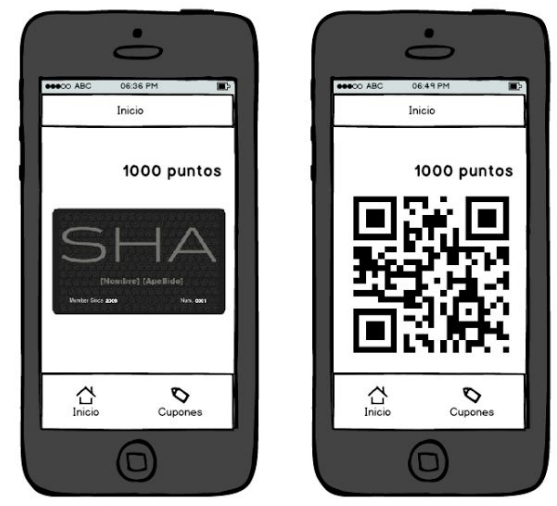 ABC 06:36 PM
Inicio
1000 puntos
SHA
[Nombre] [Apellido]
Member Since 2009 Num. 0001
Inicio Cupones
ABC 06:49 PM
Inicio
1000 puntos
Inicio Cupones